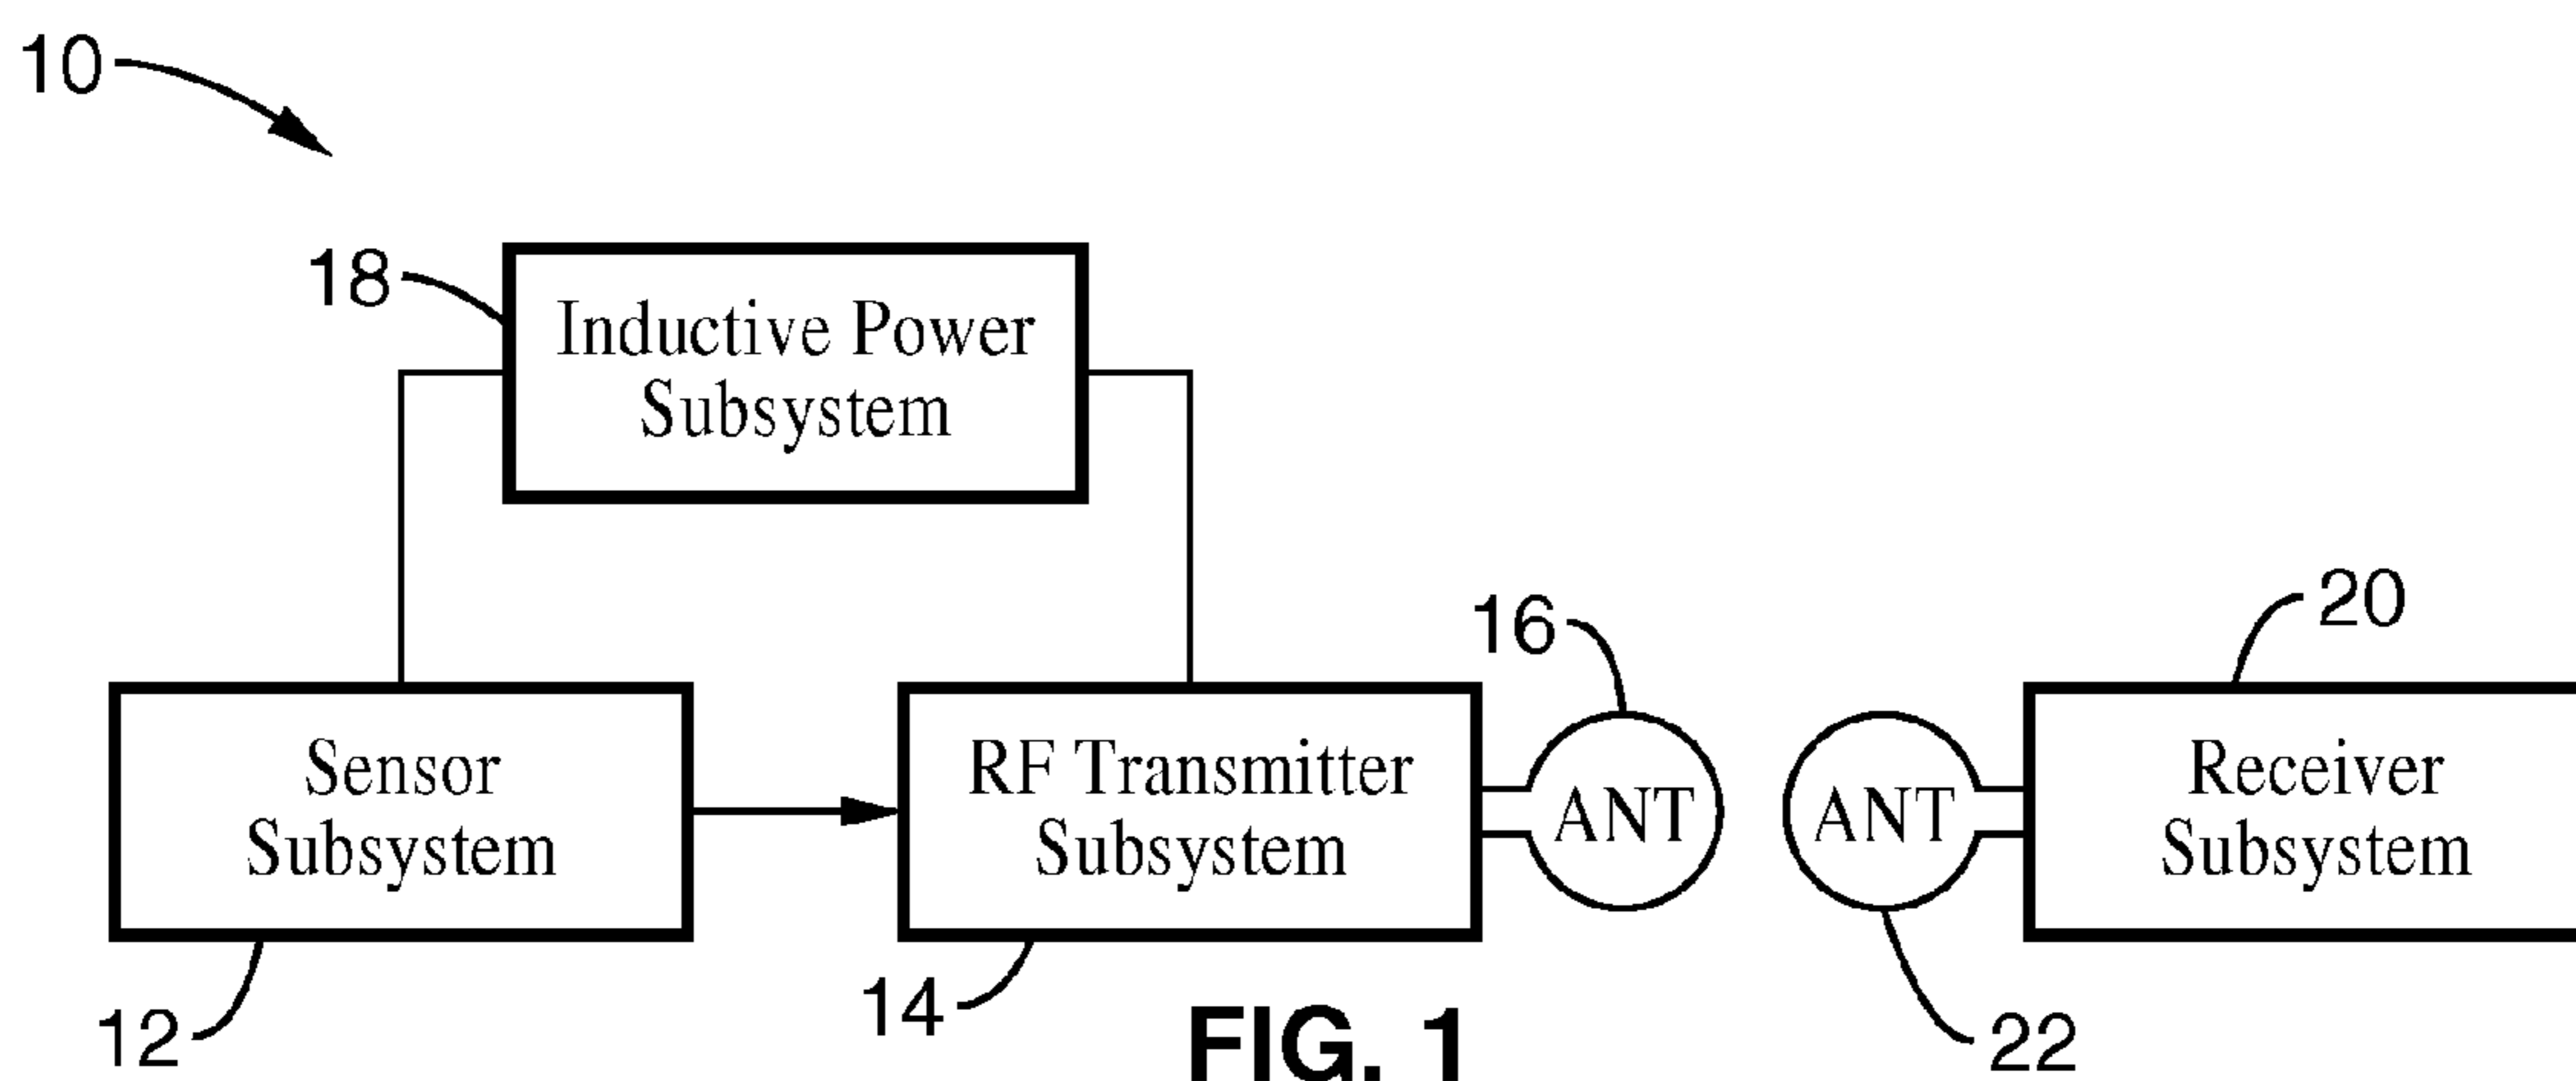 10
18
Inductive Power
Subsystem
16
20
Sensor
Subsystem
RF Transmitter
Subsystem
ANT
ANT
Receiver
Subsystem
12
14
22
FIG. 1